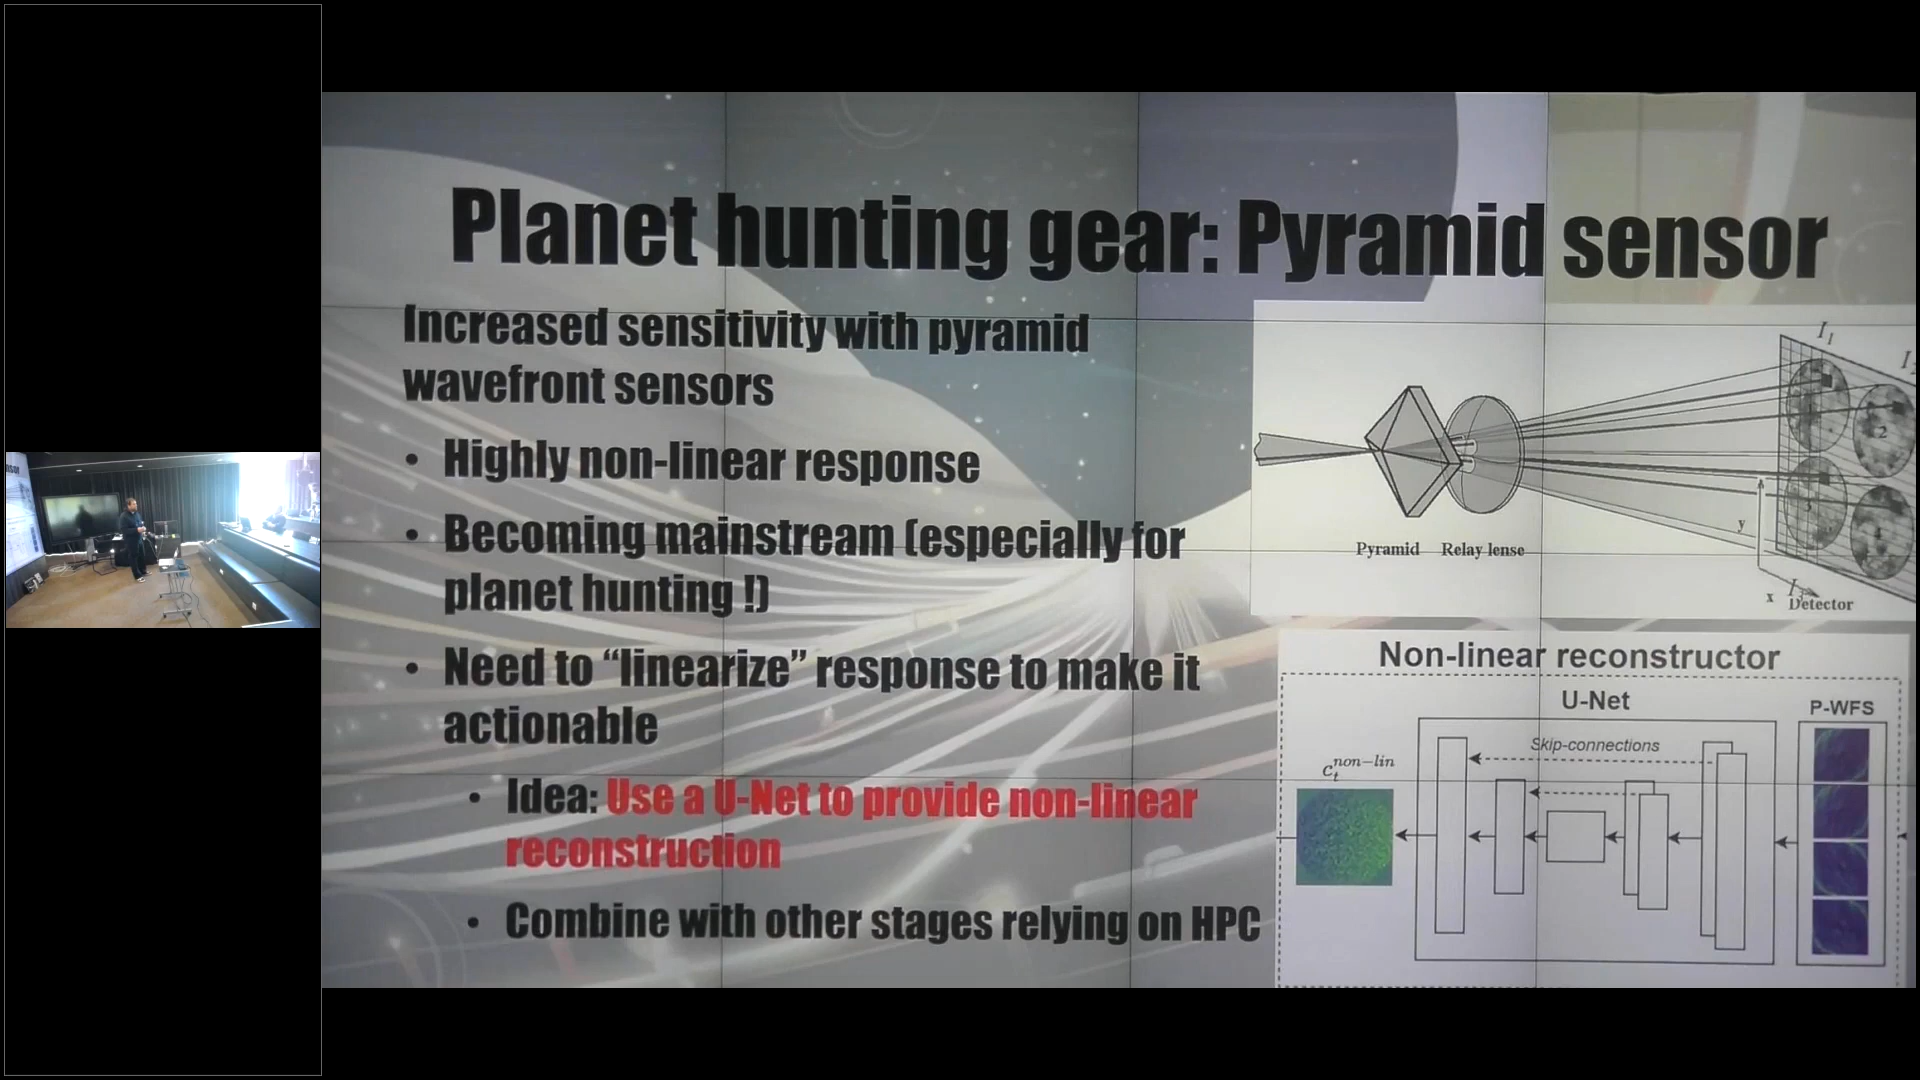 Planet hunting gear: Pyramid sensor
Increased sensitivity with pyramid
wavefront sensors
• Highly non-linear response
• Becoming mainstream (especially for
planet hunting !)
• Need to “linearize” response to make it
actionable
• Idea: Use a U-Net to provide non-linear
reconstruction
• Combine with other stages relying on HPC
I1
Pyramid
Relay lense
2
3
4
y
x
Detector
Non-linear reconstructor
U-Net
P-WFS
Skip-connections
c_t^{non-lin}